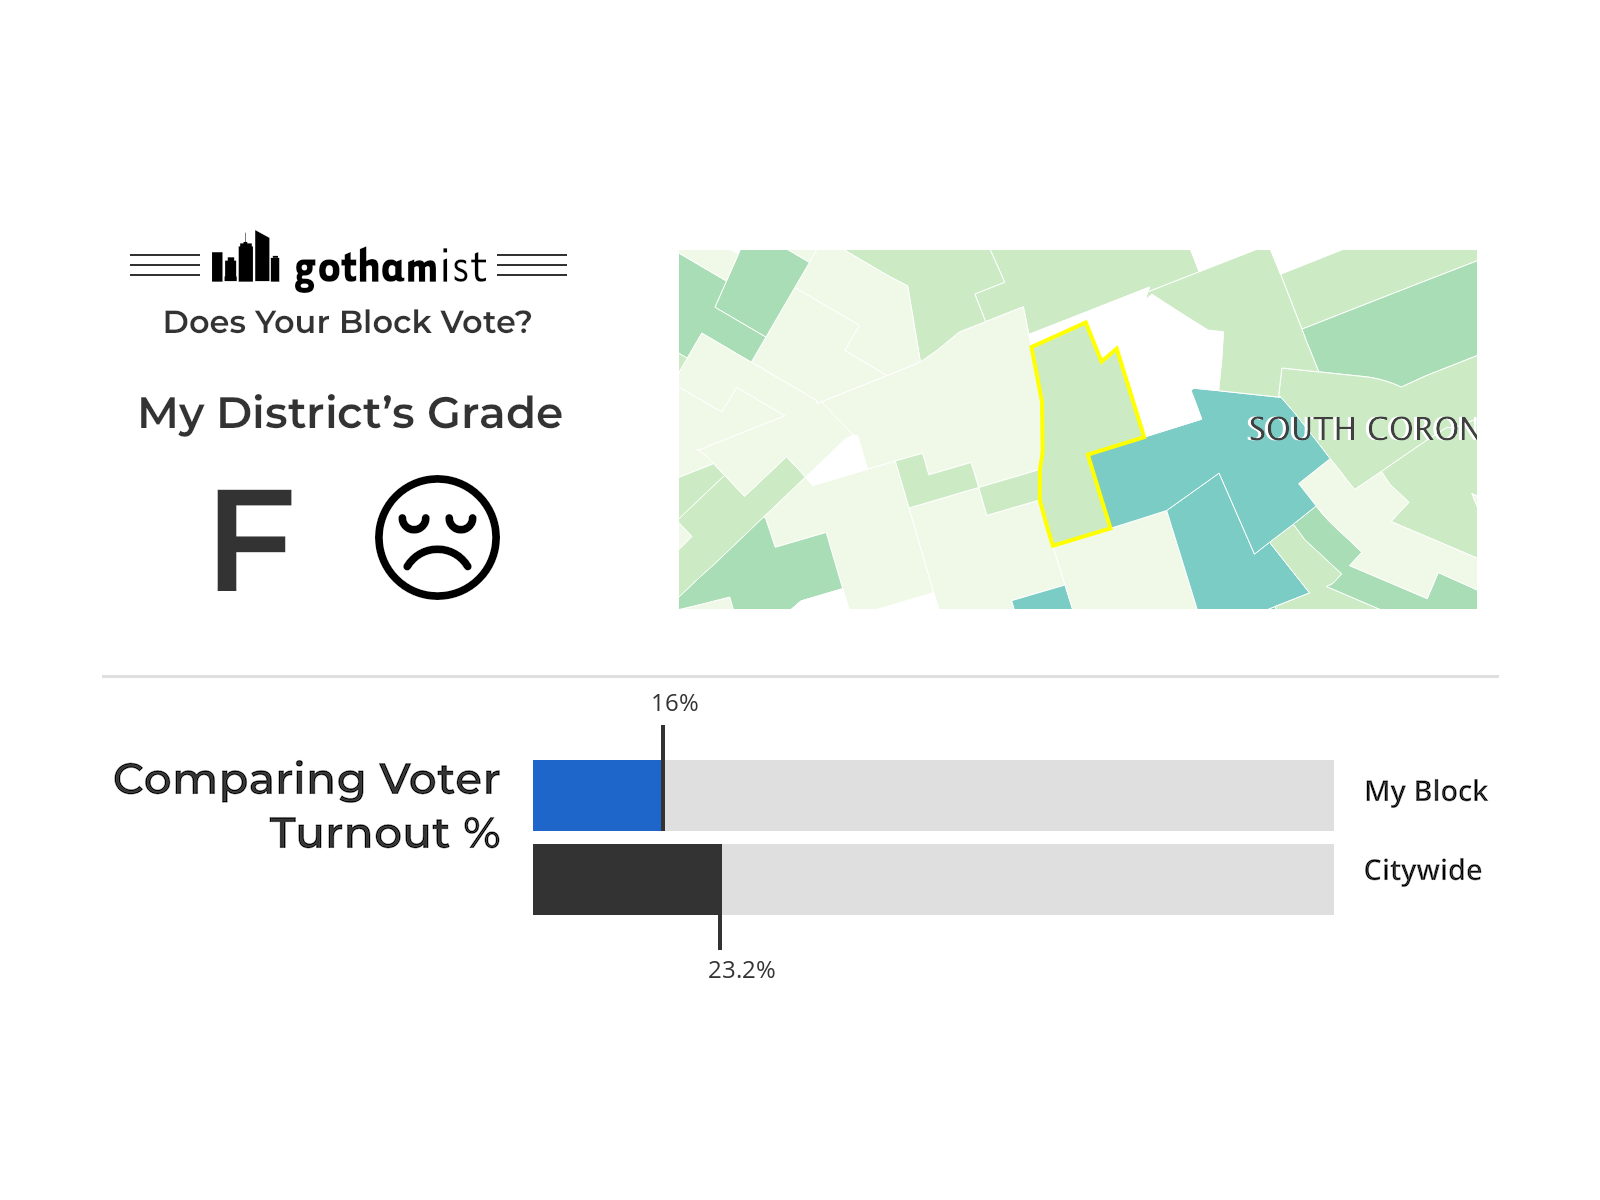 gothamist
Does Your Block Vote?
My District’s Grade
F
SOUTH CORON
16%
Comparing Voter
Turnout %
My Block
Citywide
23.2%